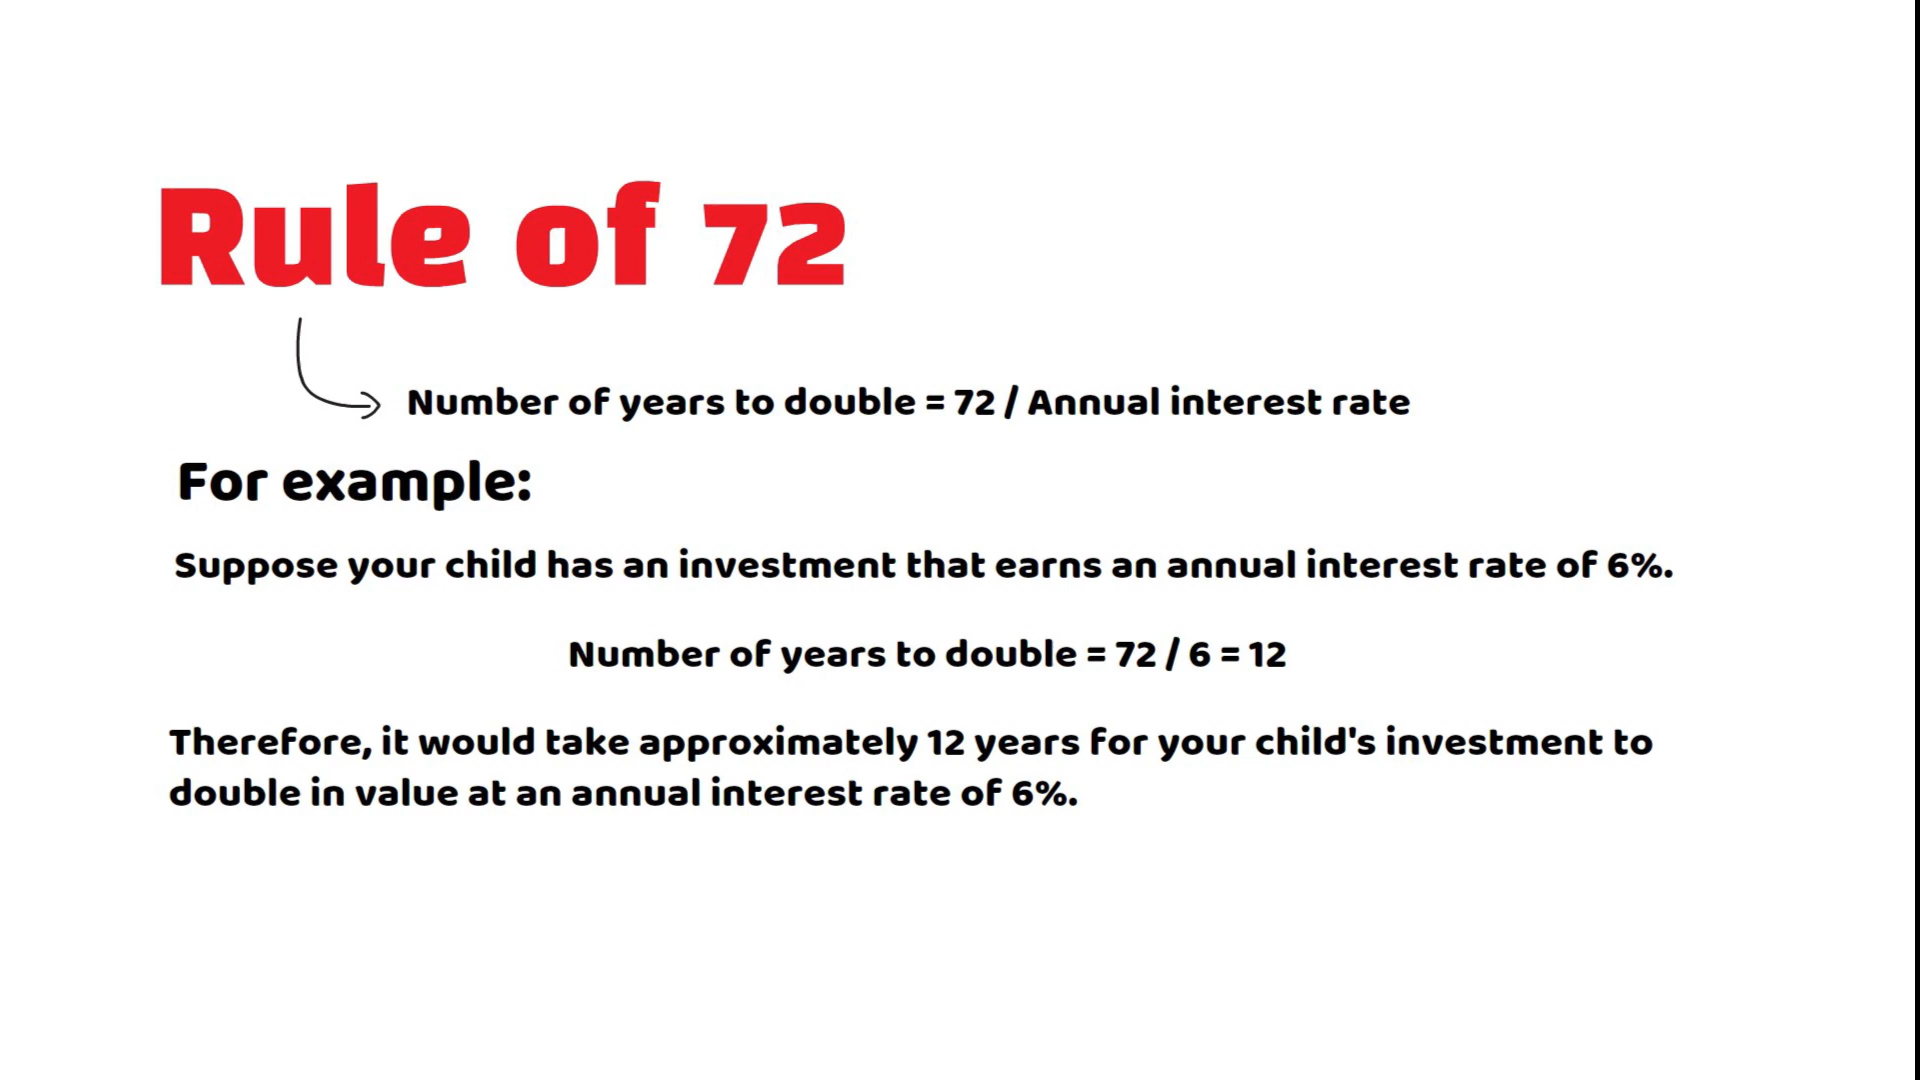 Rule of 72
Number of years to double = 72 / Annual interest rate
For example:
Suppose your child has an investment that earns an annual interest rate of 6%.
Number of years to double = 72 / 6 = 12
Therefore, it would take approximately 12 years for your child's investment to
double in value at an annual interest rate of 6%.